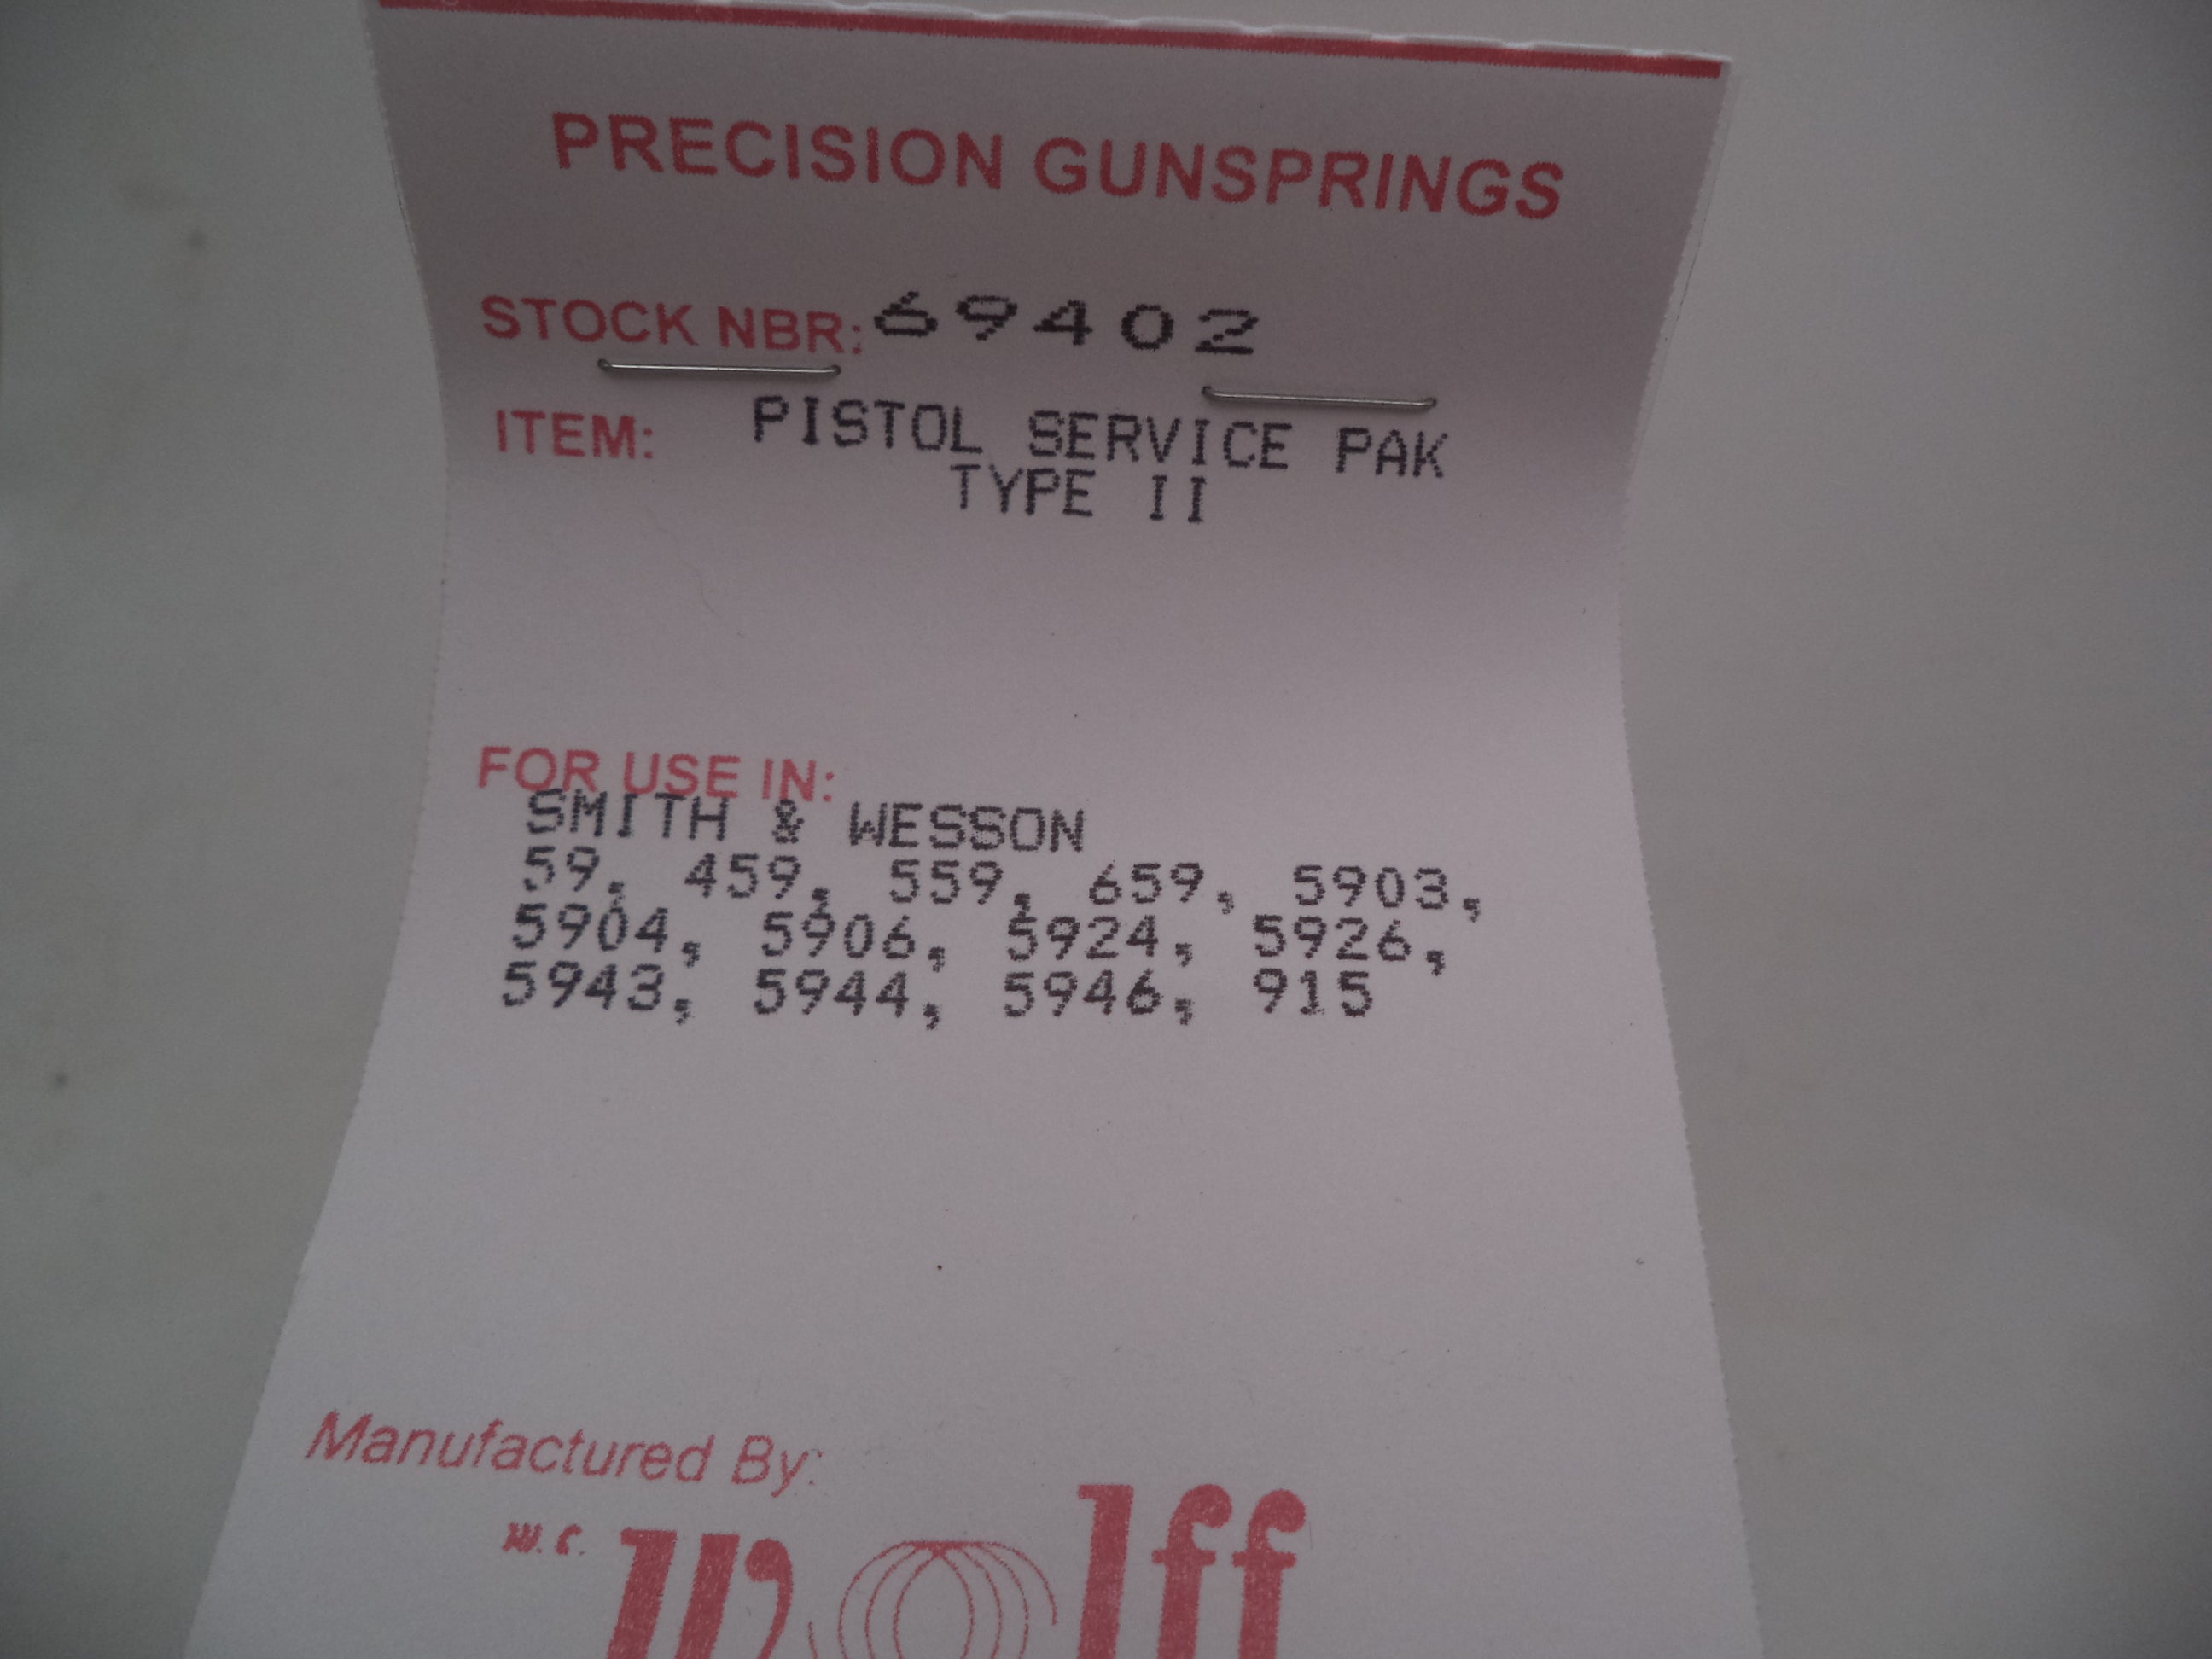 PRECISION GUNSPRINGS
STOCK NBR: 69402
ITEM: PISTOL SERVICE PAK
TYPE II
FOR USE IN:
SMITH & WESSON
59, 459, 559, 659, 5903,
5904, 5906, 5924, 5926,
5943, 5944, 5946, 915
Manufactured By:
W.C. Wolff